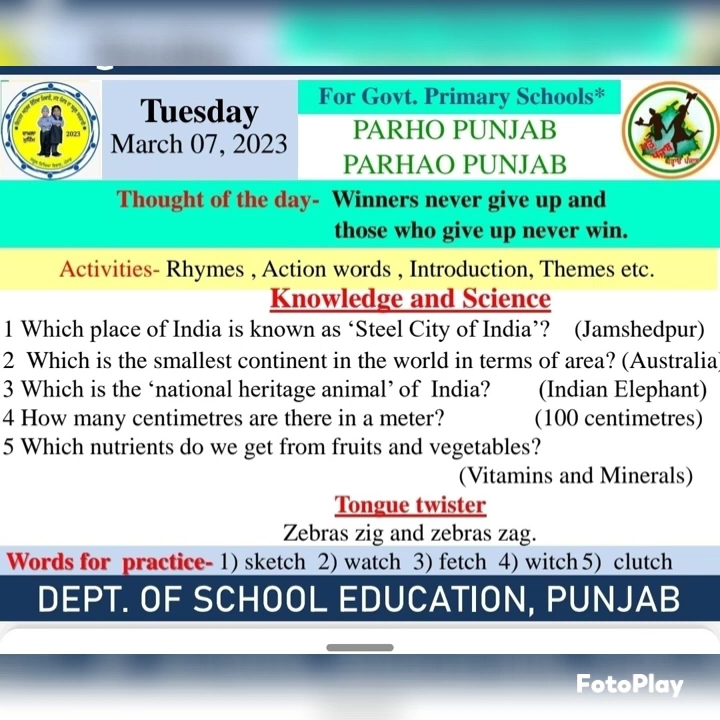 Tuesday
March 07, 2023
For Govt. Primary Schools*
PARHO PUNJAB
PARHAO PUNJAB
2023
Thought of the day- Winners never give up and
those who give up never win.
Activities- Rhymes , Action words , Introduction, Themes etc.
Knowledge and Science
1 Which place of India is known as ‘Steel City of India’? (Jamshedpur)
2 Which is the smallest continent in the world in terms of area? (Australia)
3 Which is the ‘national heritage animal’ of India? (Indian Elephant)
4 How many centimetres are there in a meter? (100 centimetres)
5 Which nutrients do we get from fruits and vegetables?
(Vitamins and Minerals)
Tongue twister
Zebras zig and zebras zag.
Words for practice- 1) sketch 2) watch 3) fetch 4) witch 5) clutch
DEPT. OF SCHOOL EDUCATION, PUNJAB
FotoPlay